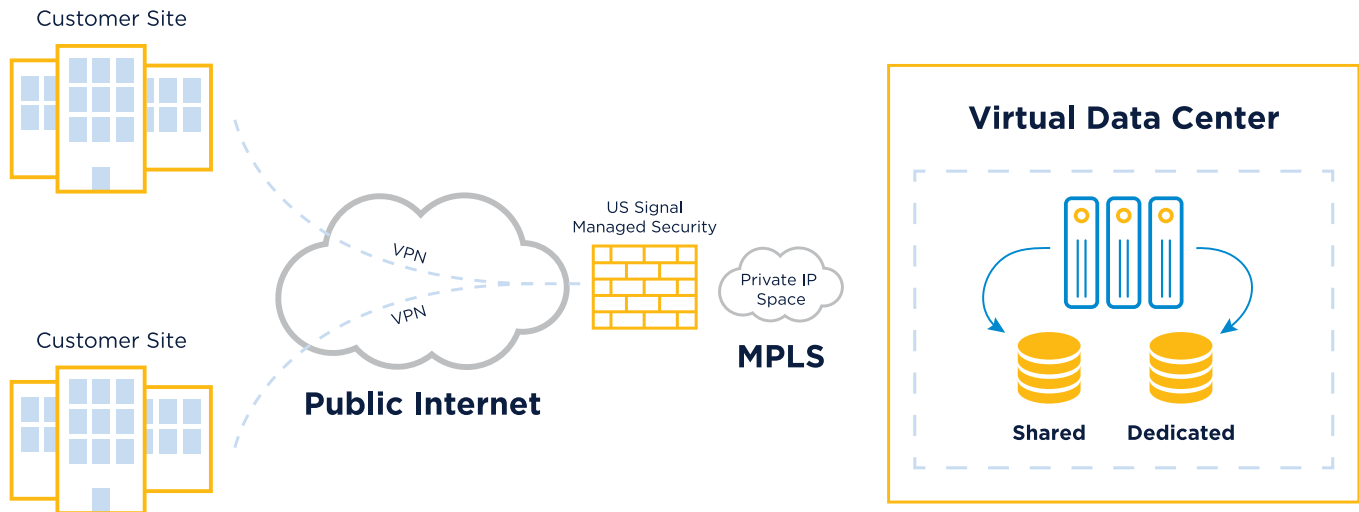 Customer Site
VPN
VPN
Customer Site
Public Internet
US Signal
Managed Security
Private IP
Space
MPLS
Virtual Data Center
Shared
Dedicated